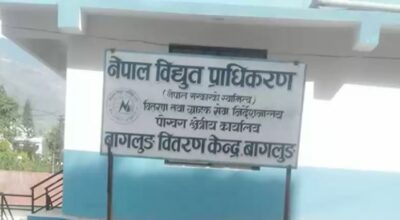 नेपाल विद्युत प्राधिकरण
(नेपाल सरकारको स्वामित्व)
वितरण तथा ग्राहक सेवा निर्देशनालय
पोखरा क्षेत्रीय कार्यालय
बागलुङ वितरण केन्द्र बागलुङ